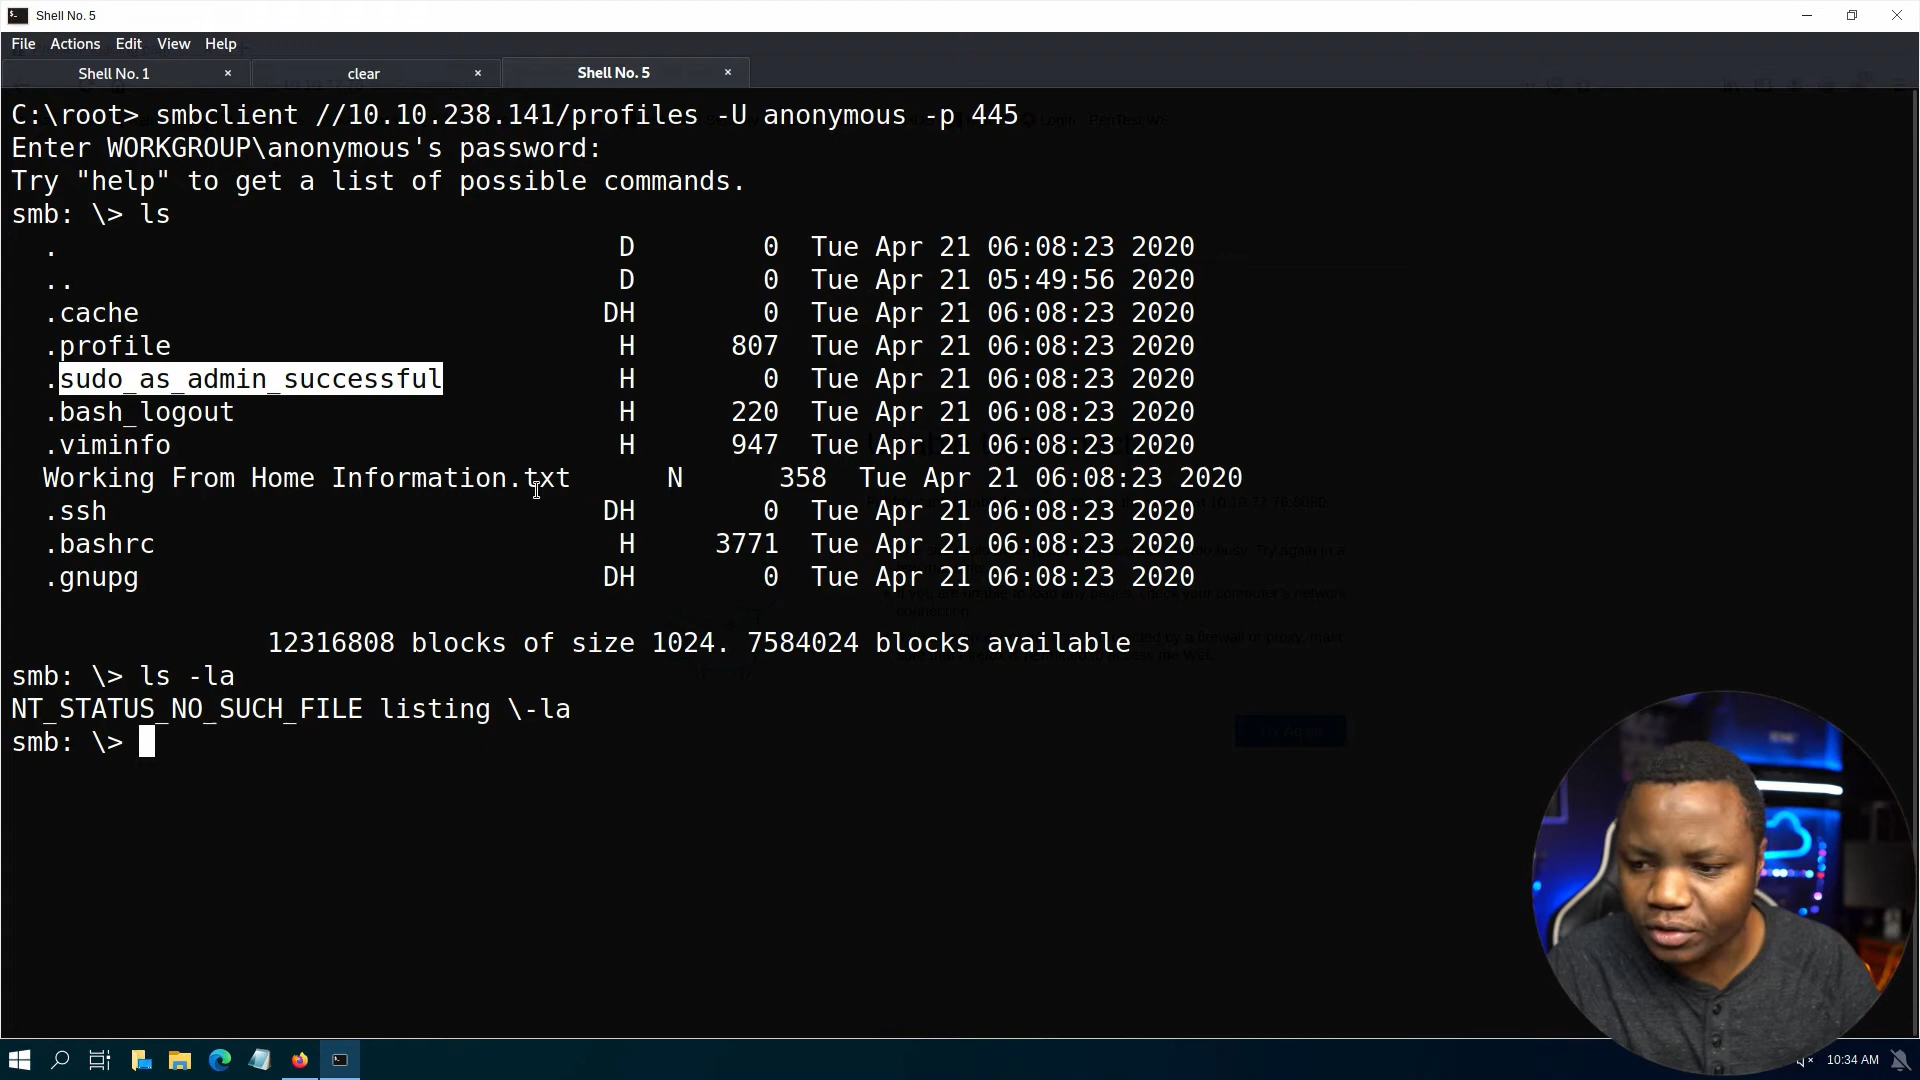 Shell No. 5
File Actions Edit View Help
Shell No. 1 × clear × Shell No. 5 ×
C:\root> smbclient //10.10.238.141/profiles -U anonymous -p 445
Enter WORKGROUP\anonymous's password:
Try "help" to get a list of possible commands.
smb: \> ls
. D 0 Tue Apr 21 06:08:23 2020
.. D 0 Tue Apr 21 05:49:56 2020
.cache DH 0 Tue Apr 21 06:08:23 2020
.profile H 807 Tue Apr 21 06:08:23 2020
.sudo_as_admin_successful H 0 Tue Apr 21 06:08:23 2020
.bash_logout H 220 Tue Apr 21 06:08:23 2020
.viminfo H 947 Tue Apr 21 06:08:23 2020
Working From Home Information.txt N 358 Tue Apr 21 06:08:23 2020
.ssh DH 0 Tue Apr 21 06:08:23 2020
.bashrc H 3771 Tue Apr 21 06:08:23 2020
.gnupg DH 0 Tue Apr 21 06:08:23 2020
12316808 blocks of size 1024. 7584024 blocks available
smb: \> ls -la
NT_STATUS_NO_SUCH_FILE listing \-la
smb: \>
10:34 AM